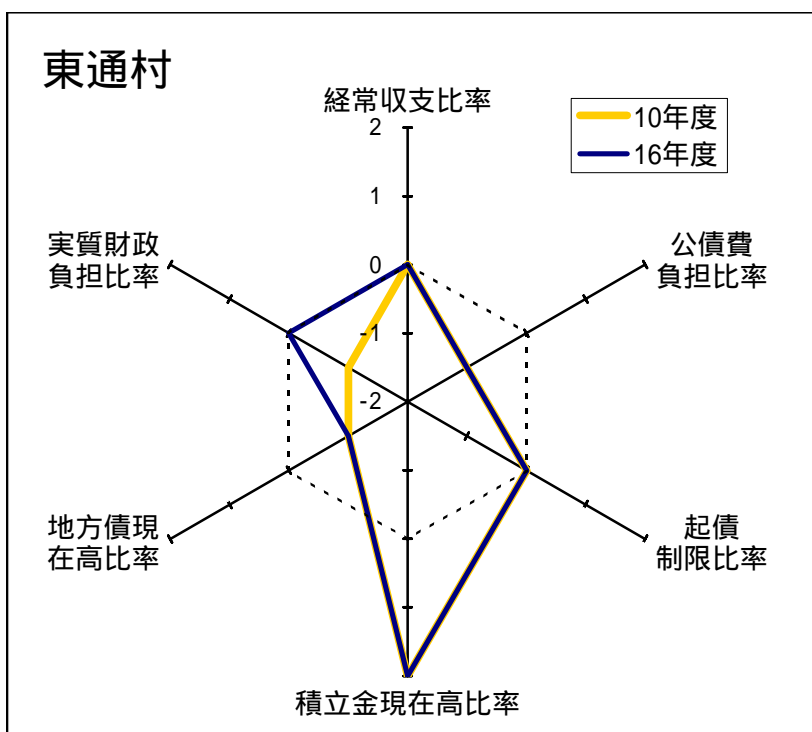 東通村
経常収支比率
10年度
16年度
2
1
0
-1
-2
実質財政
負担比率
公債費
負担比率
地方債現
在高比率
起債
制限比率
積立金現在高比率